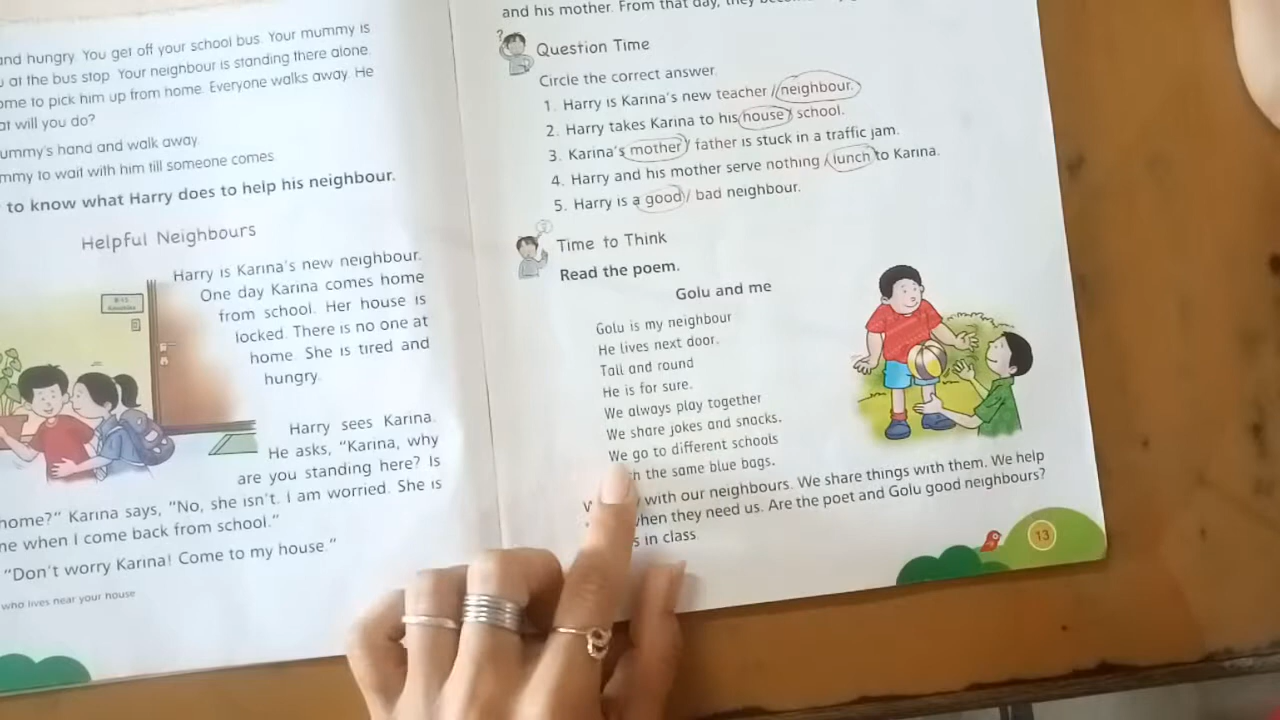 and hungry. You get off your school bus. Your mummy is
at the bus stop. Your neighbour is standing there alone.
to pick him up from home. Everyone walks away. He
will you do?
hand and walk away.
to wait with him till someone comes.
to know what Harry does to help his neighbour.
Helpful Neighbours
Harry is Karina's new neighbour.
One day Karina comes home
from school. Her house is
locked. There is no one at
home. She is tired and
hungry.
Harry sees Karina.
He asks, "Karina, why
are you standing here? Is
home?" Karina says, "No, she isn't. I am worried. She is
when I come back from school."
"Don't worry Karina! Come to my house."
who lives near your house
and his mother. From that day, they
Question Time
Circle the correct answer.
1. Harry is Karina's new teacher / neighbour.
2. Harry takes Karina to his house / school.
3. Karina's mother / father is stuck in a traffic jam.
4. Harry and his mother serve nothing / lunch to Karina.
5. Harry is a good / bad neighbour.
Time to Think
Read the poem.
Golu and me
Golu is my neighbour
He lives next door.
Tall and round
He is for sure.
We always play together
We share jokes and snacks.
We go to different schools
the same blue bags.
with our neighbours. We share things with them. We help
when they need us. Are the poet and Golu good neighbours?
in class.
13